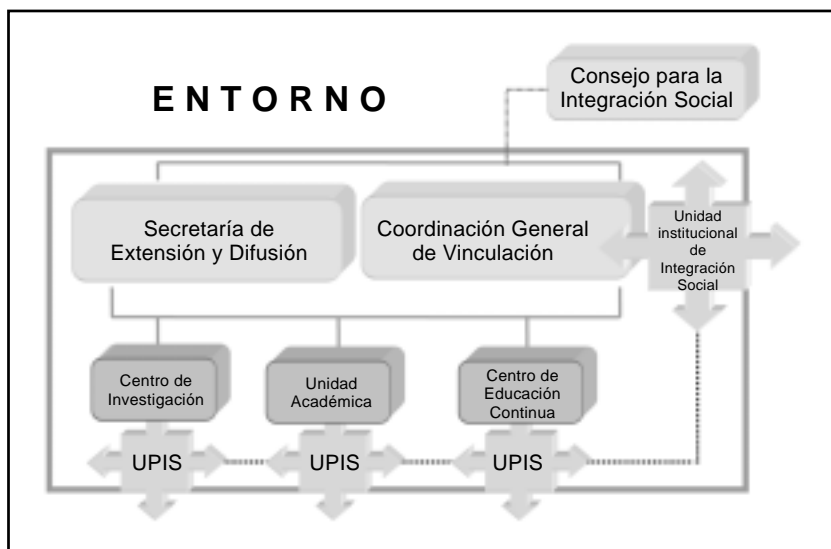 Consejo para la
Integración Social
E N T O R N O
Secretaría de
Extensión y Difusión
Coordinación General
de Vinculación
Unidad
institucional
de
Integración
Social
Centro de
Investigación
Unidad
Académica
Centro de
Educación
Continua
UPIS
UPIS
UPIS